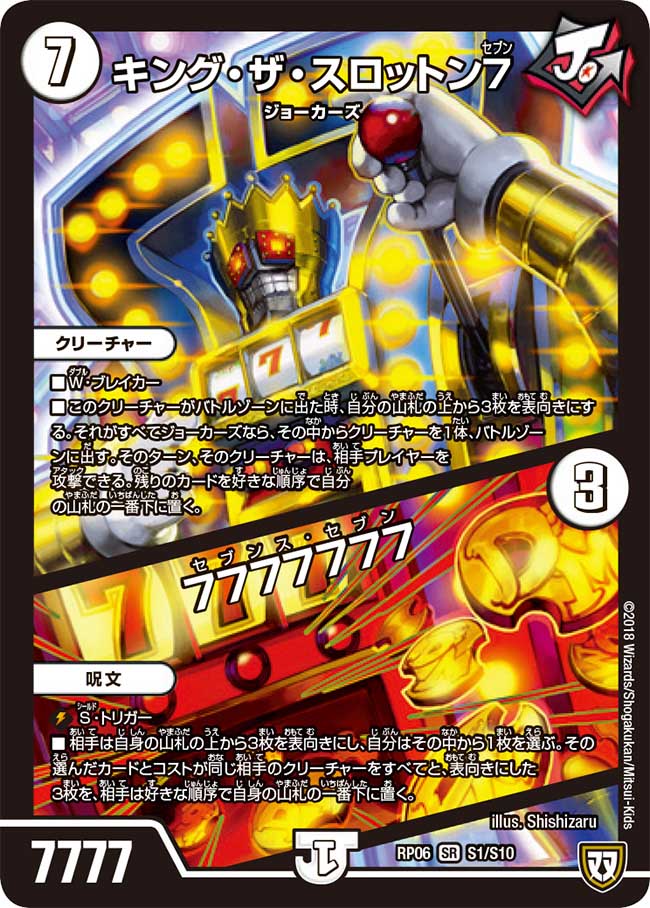 7
キング・ザ・スロットン7
セブン
ジョーカーズ
J
7 7 7
クリーチャー
■W・ブレイカー
ダブル
■このクリーチャーがバトルゾーンに出た時、自分の山札の上から3枚を表向きにす
る。それがすべてジョーカーズなら、その中からクリーチャーを1体、バトルゾー
ンに出す。そのターン、そのクリーチャーは、相手プレイヤーを
攻撃できる。残りのカードを好きな順序で自分
アタック
の山札の一番下に置く。
3
セブンス・セブン
7777777
呪文
S・トリガー
シールド
■相手は自身の山札の上から3枚を表向きにし、自分はその中から1枚を選ぶ。その
選んだカードとコストが同じ相手のクリーチャーをすべてと、表向きにした
3枚を、相手は好きな順序で自身の山札の一番下に置く。
illus. Shishizaru
©2018 Wizards/Shogakukan/Mitsui-Kids
7777
RP06 SR S1/S10